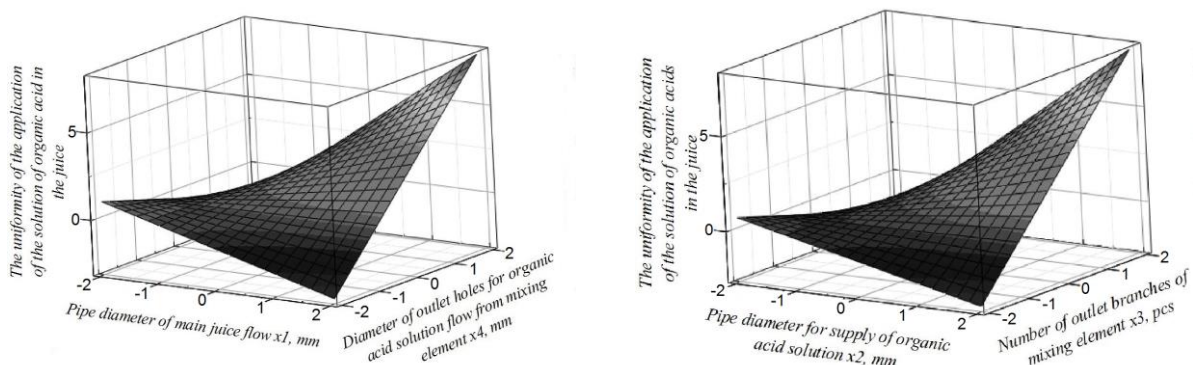 The uniformity of the application
of the solution of organic acid in
the juice
5
0
-2
-1
0
1
2
Pipe diameter of main juice flow x1, mm
-2
-1
0
1
2
Diameter of outlet holes for organic
acid solution flow from mixing
element x4, mm
The uniformity of the application
of the solution of organic acids
in the juice
5
0
-2
-1
0
1
2
Pipe diameter for supply of organic
acid solution x2, mm
-2
-1
0
1
2
Number of outlet branches of
mixing element x3, pcs